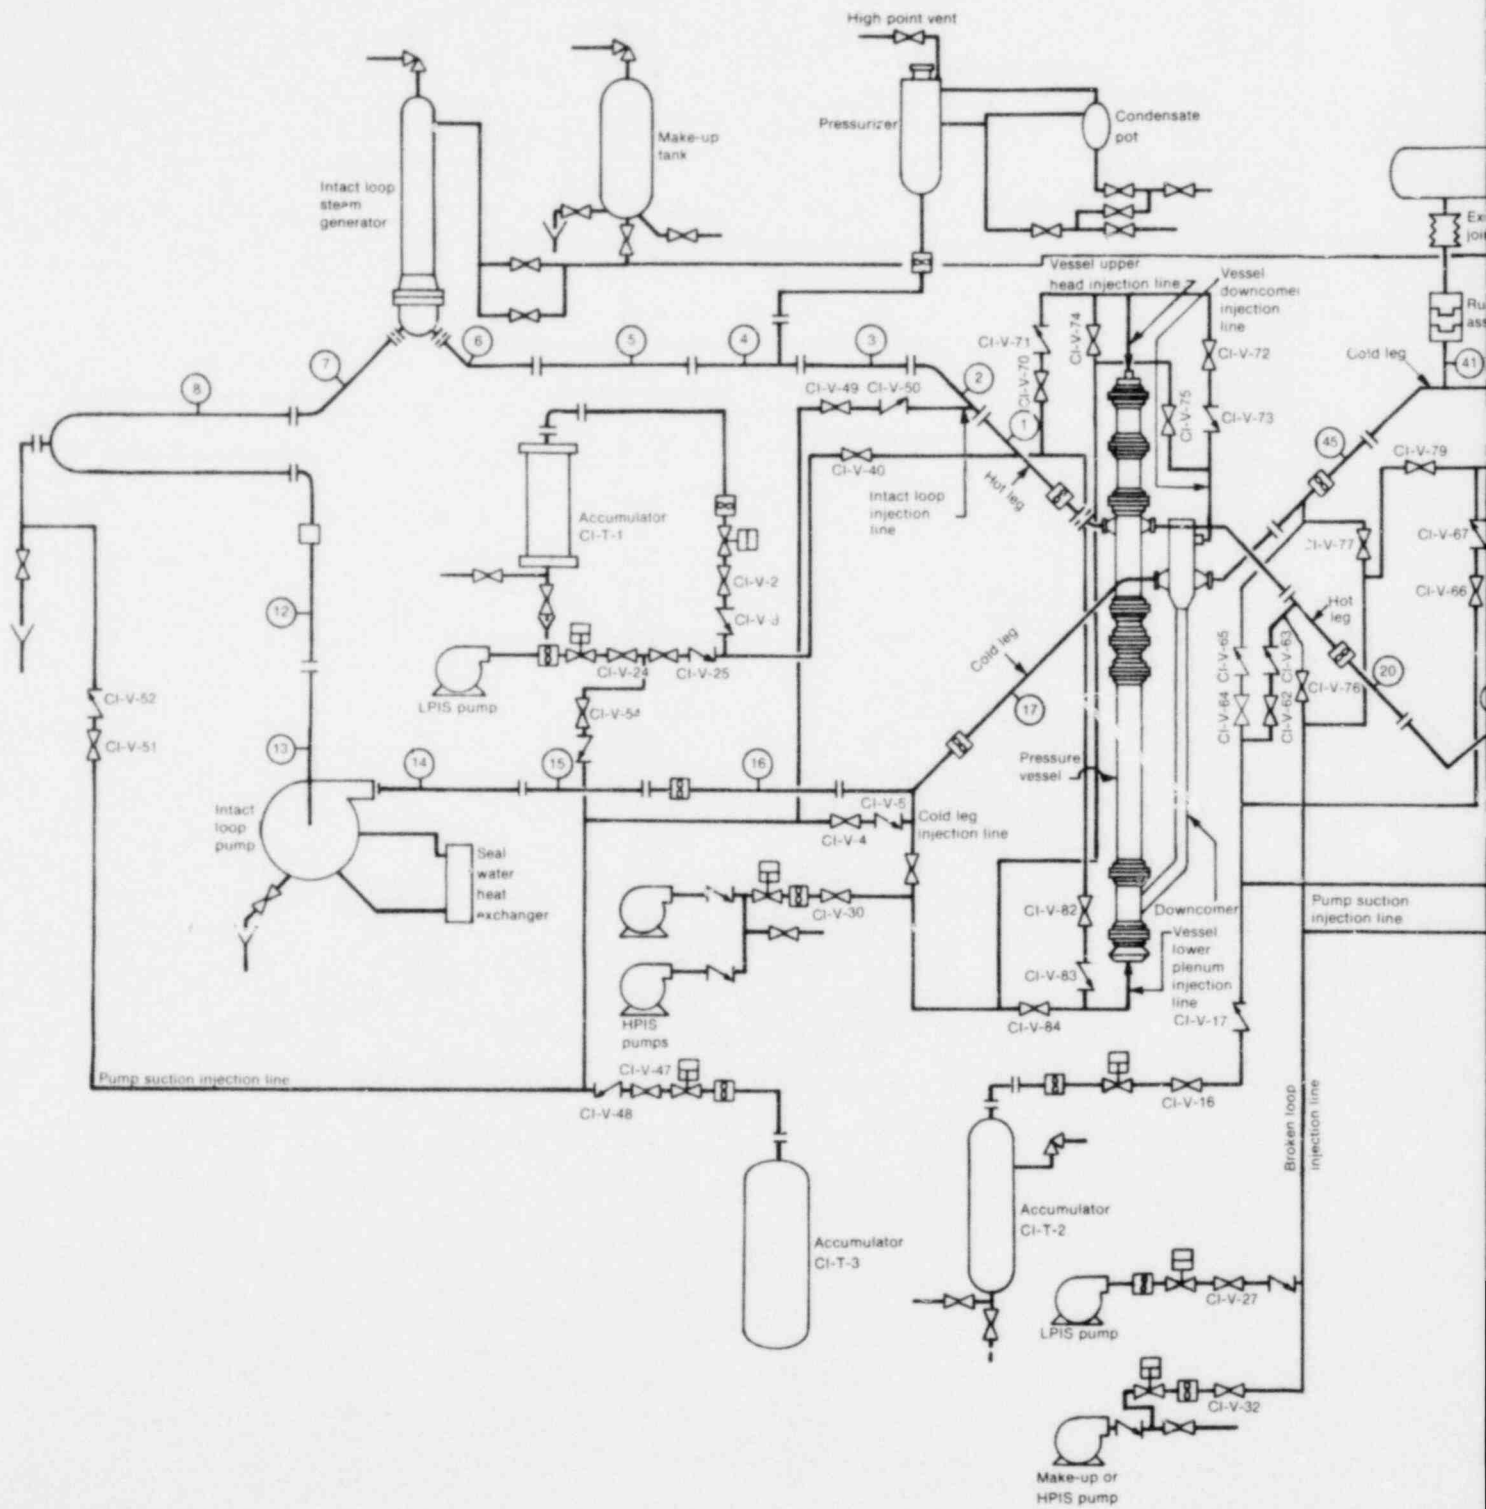 High point vent
Pressurizer
Condensate
pot
Make-up
tank
Intact loop
steam
generator
Vessel upper
head injection line
Vessel
downcomer
injection
line
Cold leg
41
6
5
4
3
2
1
7
8
CI-V-49
CI-V-50
CI-V-71
CI-V-70
CI-V-74
CI-V-72
CI-V-75
CI-V-73
45
CI-V-79
CI-V-40
Hot leg
Intact loop
injection
line
Accumulator
CI-T-1
CI-V-2
CI-V-3
CI-V-77
CI-V-67
CI-V-66
12
Hot
leg
CI-V-65
CI-V-63
CI-V-64
CI-V-62
CI-V-76
20
CI-V-24
CI-V-25
LPIS pump
CI-V-54
Cold leg
17
CI-V-52
CI-V-51
13
14
15
16
Pressure
vessel
Intact
loop
pump
CI-V-5
CI-V-4
Cold leg
injection line
Seal
water
heat
exchanger
CI-V-30
HPIS
pumps
CI-V-82
CI-V-83
CI-V-84
Downcomer
Vessel
lower
plenum
injection
line
CI-V-17
Pump suction
injection line
Pump suction injection line
CI-V-47
CI-V-48
CI-V-16
Broken loop
injection line
Accumulator
CI-T-3
Accumulator
CI-T-2
CI-V-27
LPIS pump
CI-V-32
Make-up or
HPIS pump